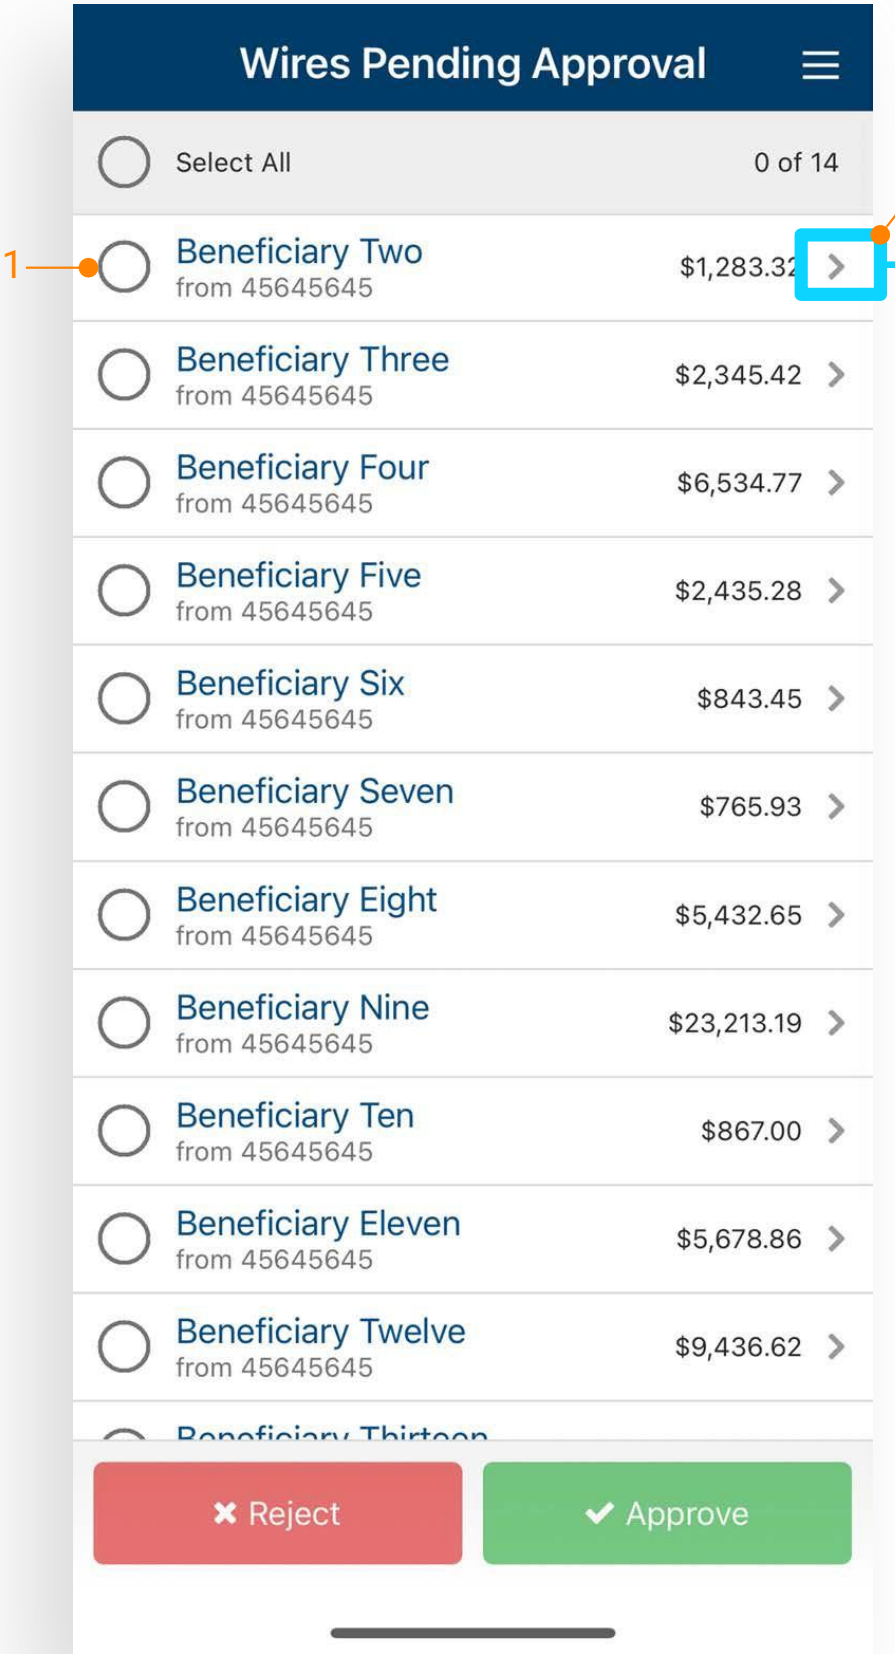 Wires Pending Approval
Select All 0 of 14
1
Beneficiary Two
from 45645645
$1,283.32
Beneficiary Three
from 45645645
$2,345.42
Beneficiary Four
from 45645645
$6,534.77
Beneficiary Five
from 45645645
$2,435.28
Beneficiary Six
from 45645645
$843.45
Beneficiary Seven
from 45645645
$765.93
Beneficiary Eight
from 45645645
$5,432.65
Beneficiary Nine
from 45645645
$23,213.19
Beneficiary Ten
from 45645645
$867.00
Beneficiary Eleven
from 45645645
$5,678.86
Beneficiary Twelve
from 45645645
$9,436.62
Beneficiary Thirteen
Reject
Approve